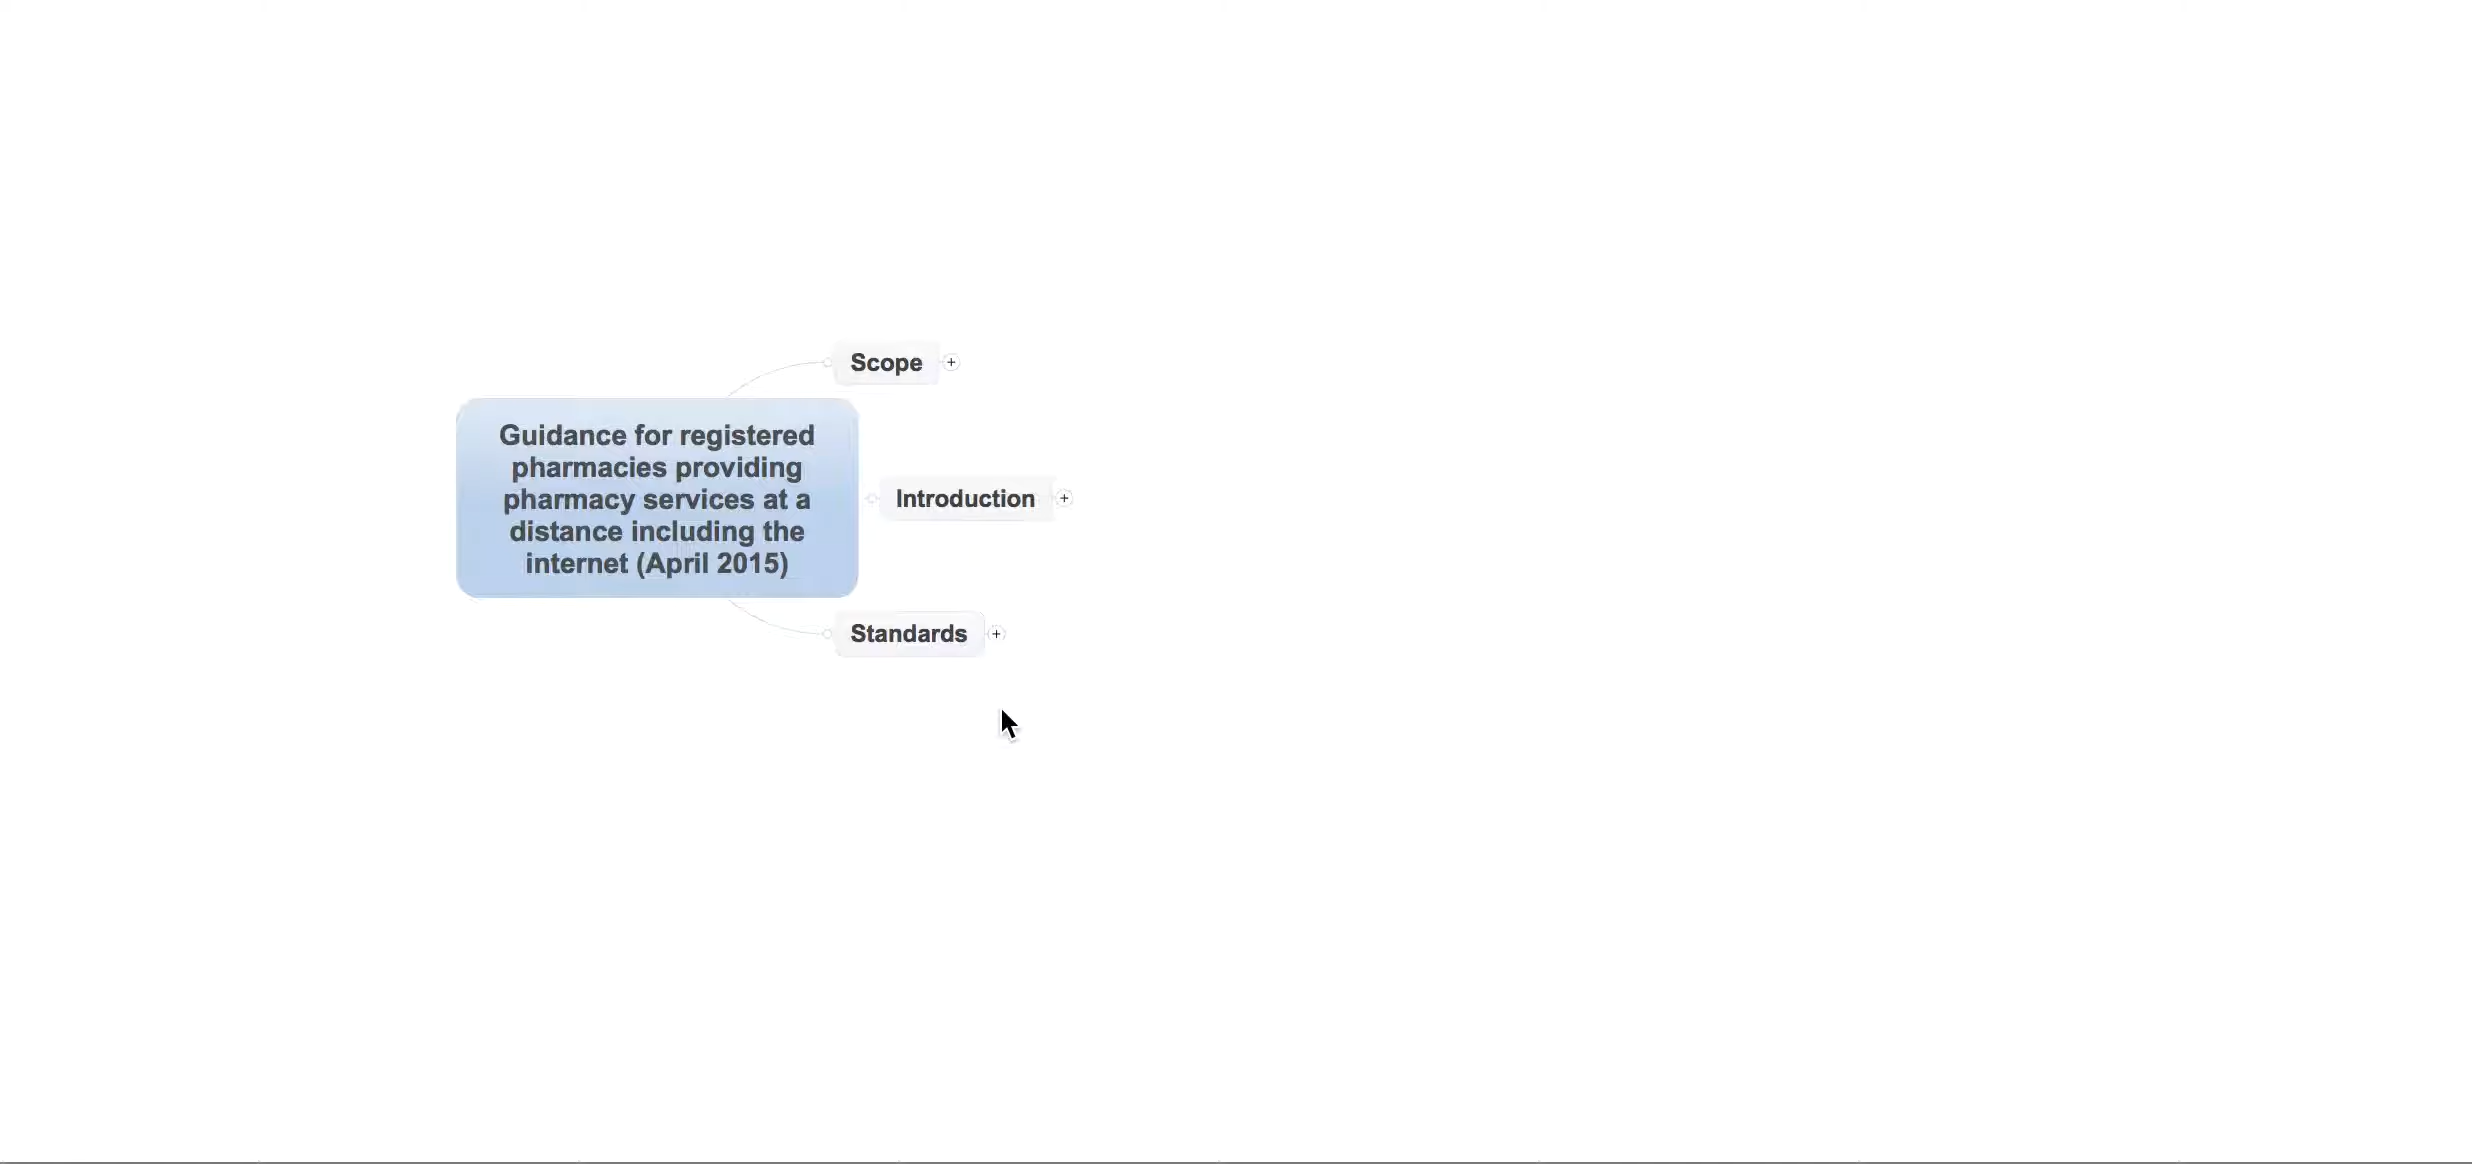 Scope
Guidance for registered
pharmacies providing
pharmacy services at a
distance including the
internet (April 2015)
Introduction
Standards